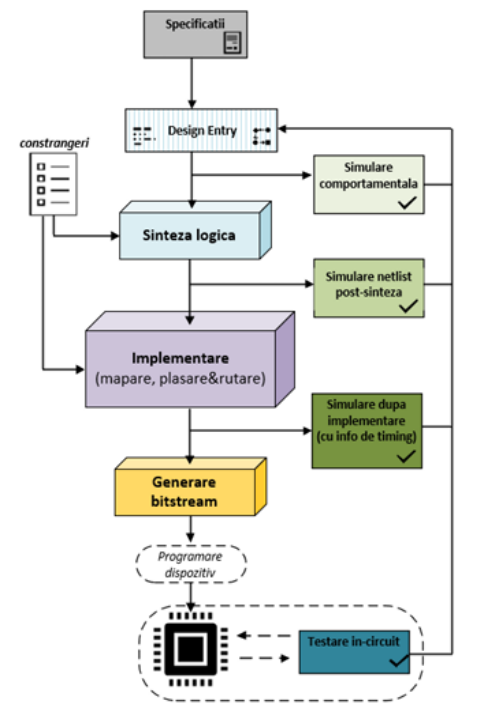 Specificatii
Design Entry
constrangeri
Simulare
comportamentala
Sinteza logica
Simulare netlist
post-sinteza
Implementare
(mapare, plasare&rutare)
Simulare dupa
implementare
(cu info de timing)
Generare
bitstream
Programare
dispozitiv
Testare in-circuit